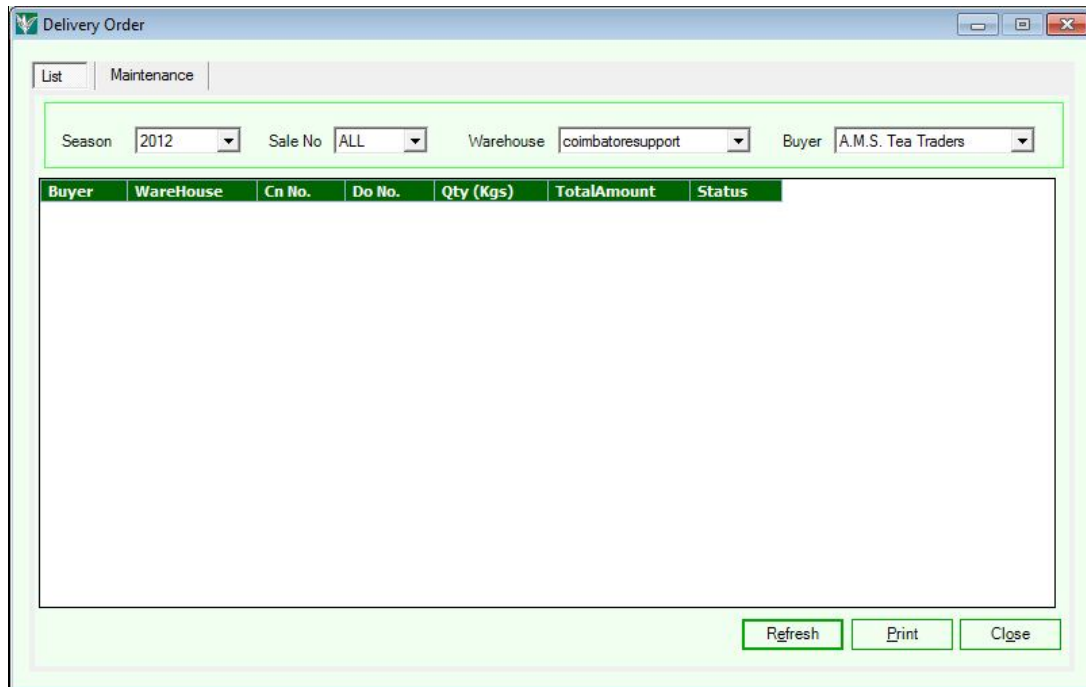 Delivery Order
List Maintenance
Season 2012 Sale No ALL Warehouse coimbatoresupport Buyer A.M.S. Tea Traders
Buyer WareHouse Cn No. Do No. Qty (Kgs) TotalAmount Status
Refresh Print Close